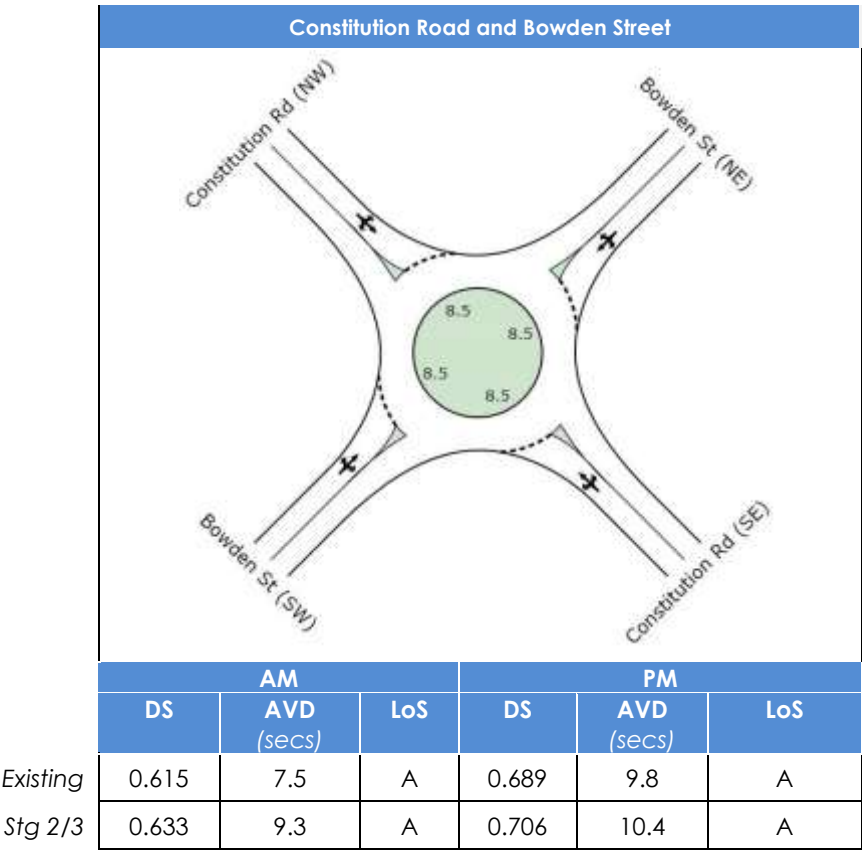 Constitution Road and Bowden Street
Constitution Rd (NW)
Bowden St (NE)
8.5
8.5
8.5
8.5
Bowden St (SW)
Constitution Rd (SE)
AM PM
DS AVD (secs) LoS DS AVD (secs) LoS
Existing 0.615 7.5 A 0.689 9.8 A
Stg 2/3 0.633 9.3 A 0.706 10.4 A